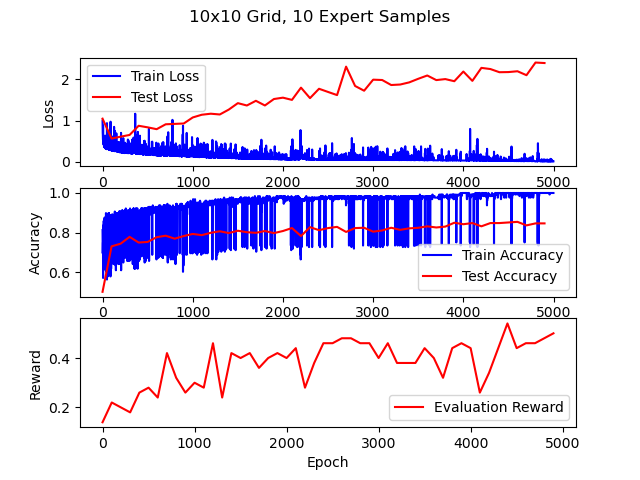 10x10 Grid, 10 Expert Samples
Loss
2
1
0
Train Loss
Test Loss
0 1000 2000 3000 4000 5000
Accuracy
1.0
0.8
0.6
Train Accuracy
Test Accuracy
0 1000 2000 3000 4000 5000
Reward
0.4
0.2
Evaluation Reward
0 1000 2000 3000 4000 5000
Epoch